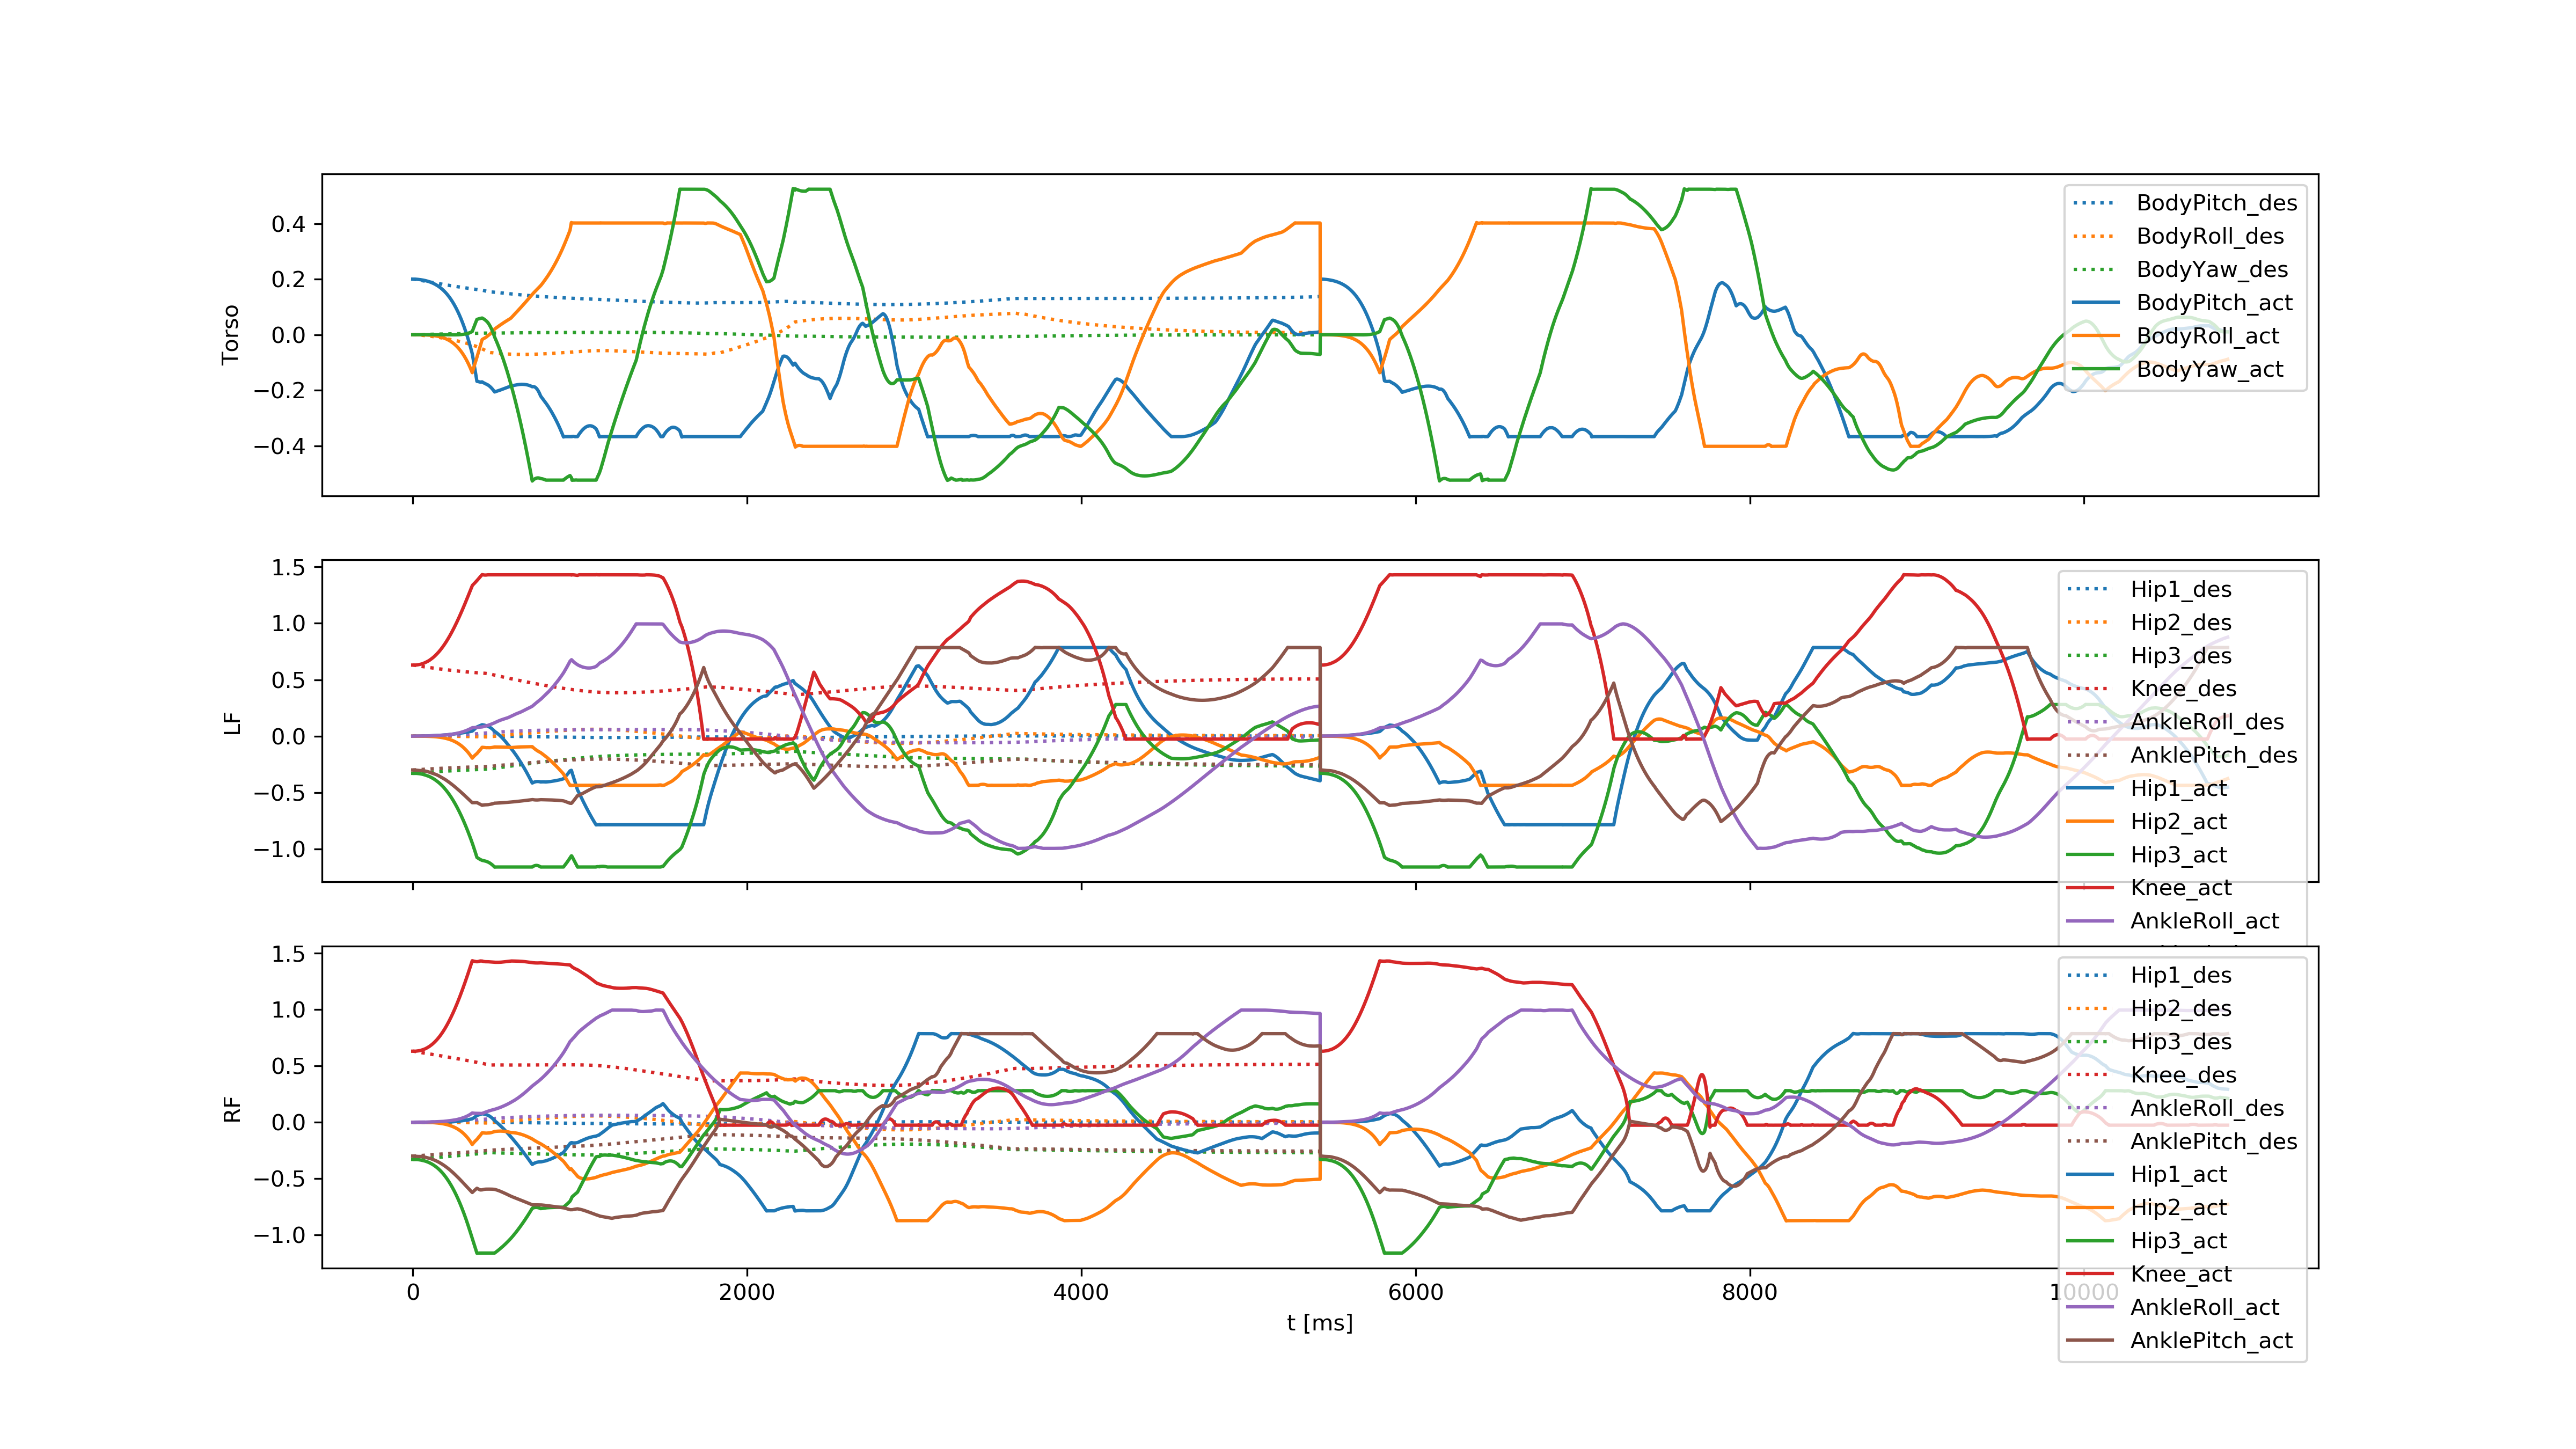 Torso
0.4
0.2
0.0
−0.2
−0.4
BodyPitch_des
BodyRoll_des
BodyYaw_des
BodyPitch_act
BodyRoll_act
BodyYaw_act
LF
1.5
1.0
0.5
0.0
−0.5
−1.0
Hip1_des
Hip2_des
Hip3_des
Knee_des
AnkleRoll_des
AnklePitch_des
Hip1_act
Hip2_act
Hip3_act
Knee_act
AnkleRoll_act
RF
1.5
1.0
0.5
0.0
−0.5
−1.0
Hip1_des
Hip2_des
Hip3_des
Knee_des
AnkleRoll_des
AnklePitch_des
Hip1_act
Hip2_act
Hip3_act
Knee_act
AnkleRoll_act
AnklePitch_act
0 2000 4000 6000 8000 10000
t [ms]